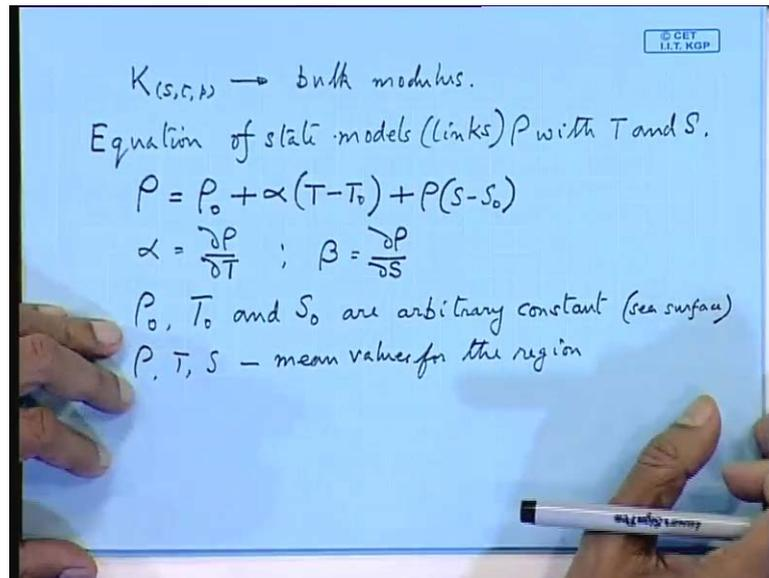 © CET
I.I.T. KGP
K(S,T,P) → bulk modulus.
Equation of state models (links) ρ with T and S.
ρ = ρ₀ + α(T-T₀) + ρ(S-S₀)
α = ∂ρ/∂T ; β = ∂ρ/∂S
ρ₀, T₀ and S₀ are arbitrary constant (sea surface)
ρ, T, S – mean values for the region